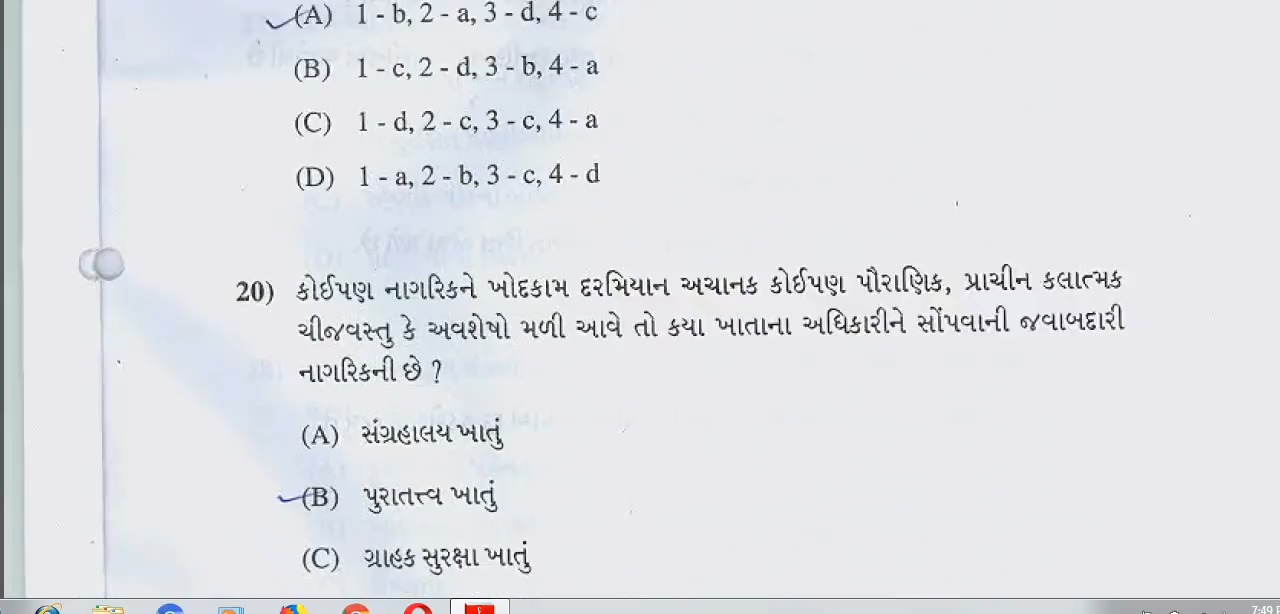 (A) 1 - b, 2 - a, 3 - d, 4 - c
(B) 1 - c, 2 - d, 3 - b, 4 - a
(C) 1 - d, 2 - c, 3 - c, 4 - a
(D) 1 - a, 2 - b, 3 - c, 4 - d
20) કોઈપણ નાગરિકને ખોદકામ દરમિયાન અચાનક કોઈપણ પૌરાણિક, પ્રાચીન કલાત્મક
ચીજવસ્તુ કે અવશેષો મળી આવે તો કયા ખાતાના અધિકારીને સોંપવાની જવાબદારી
નાગરિકની છે ?
(A) સંગ્રહાલય ખાતું
(B) પુરાતત્ત્વ ખાતું
(C) ગ્રાહક સુરક્ષા ખાતું